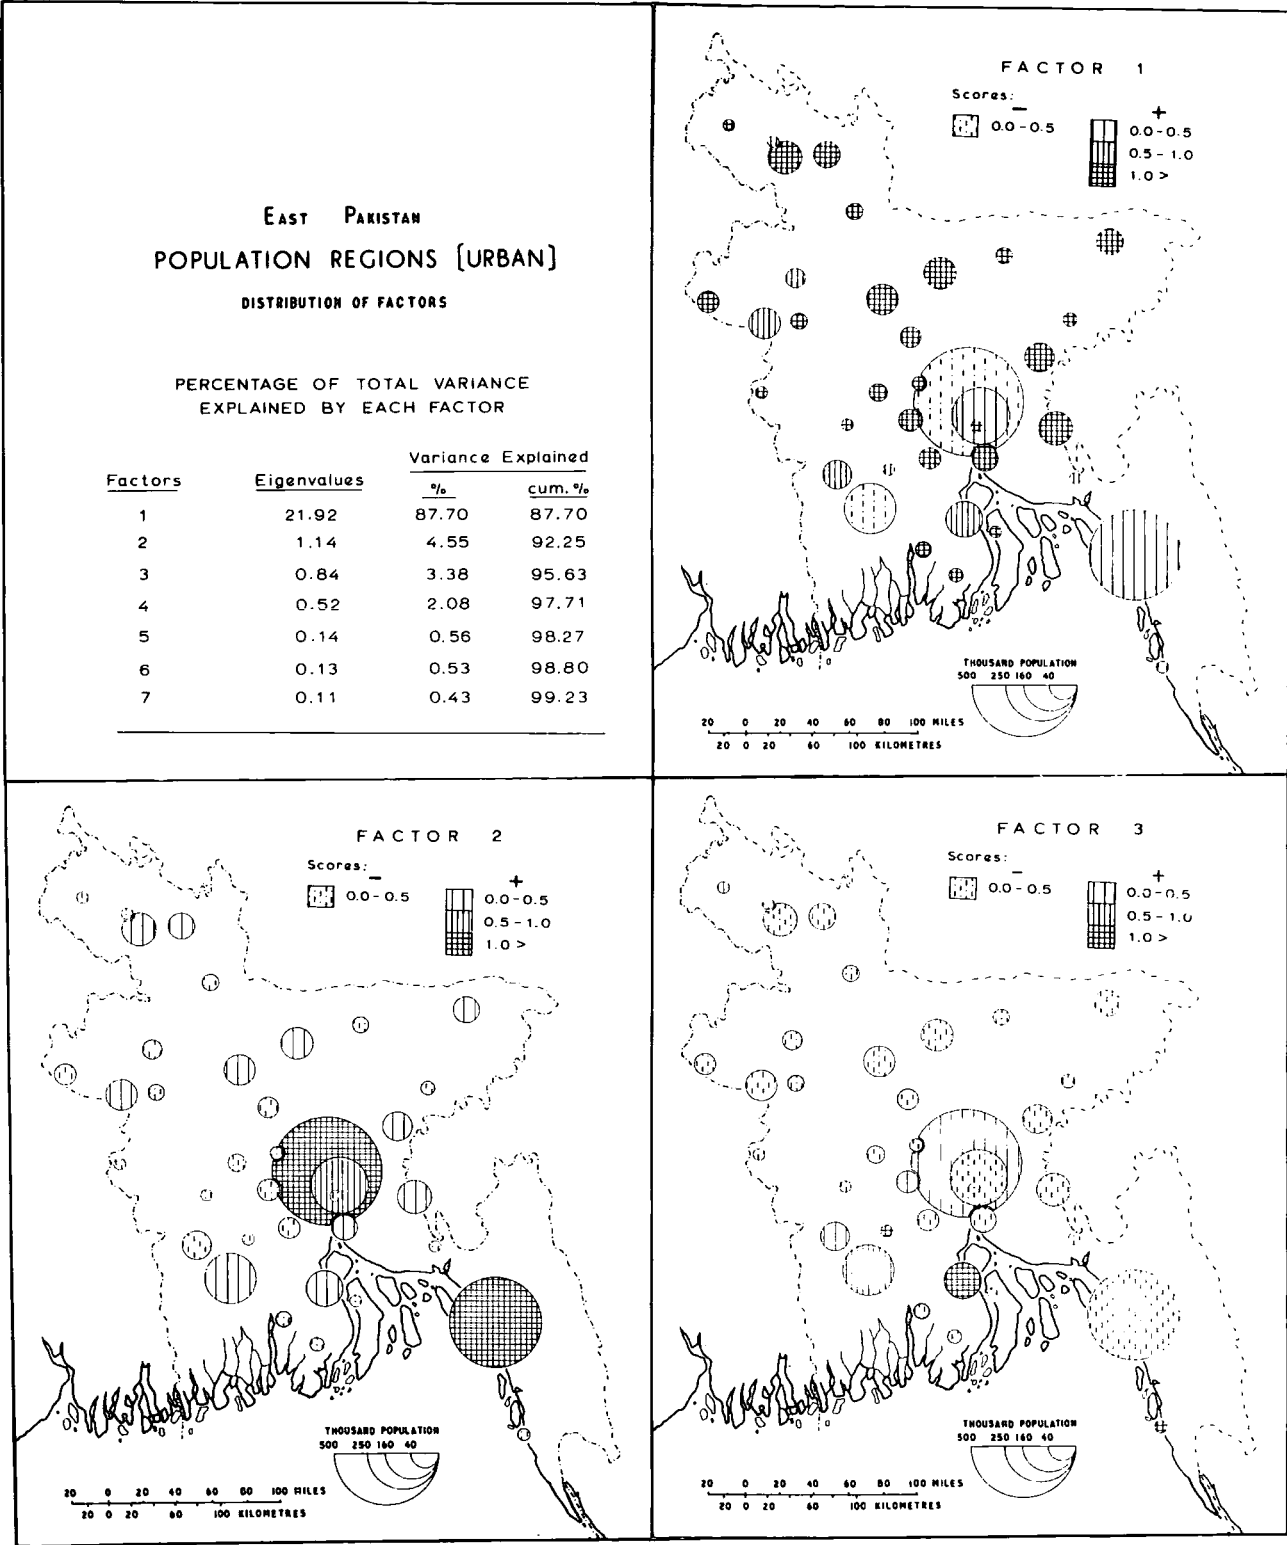 EAST PAKISTAN
POPULATION REGIONS [URBAN]
DISTRIBUTION OF FACTORS
PERCENTAGE OF TOTAL VARIANCE
EXPLAINED BY EACH FACTOR
Variance Explained
Factors Eigenvalues % cum. %
1 21.92 87.70 87.70
2 1.14 4.55 92.25
3 0.84 3.38 95.63
4 0.52 2.08 97.71
5 0.14 0.56 98.27
6 0.13 0.53 98.80
7 0.11 0.43 99.23
FACTOR 1
Scores:
– +
0.0-0.5 0.0-0.5
0.5-1.0
1.0 >
THOUSAND POPULATION
500 250 160 40
20 0 20 40 60 80 100 MILES
20 0 20 60 100 KILOMETRES
FACTOR 2
Scores:
– +
0.0-0.5 0.0-0.5
0.5-1.0
1.0 >
THOUSAND POPULATION
500 250 160 40
20 0 20 40 60 80 100 MILES
20 0 20 60 100 KILOMETRES
FACTOR 3
Scores:
– +
0.0-0.5 0.0-0.5
0.5-1.0
1.0 >
THOUSAND POPULATION
500 250 160 40
20 0 20 40 60 80 100 MILES
20 0 20 60 100 KILOMETRES